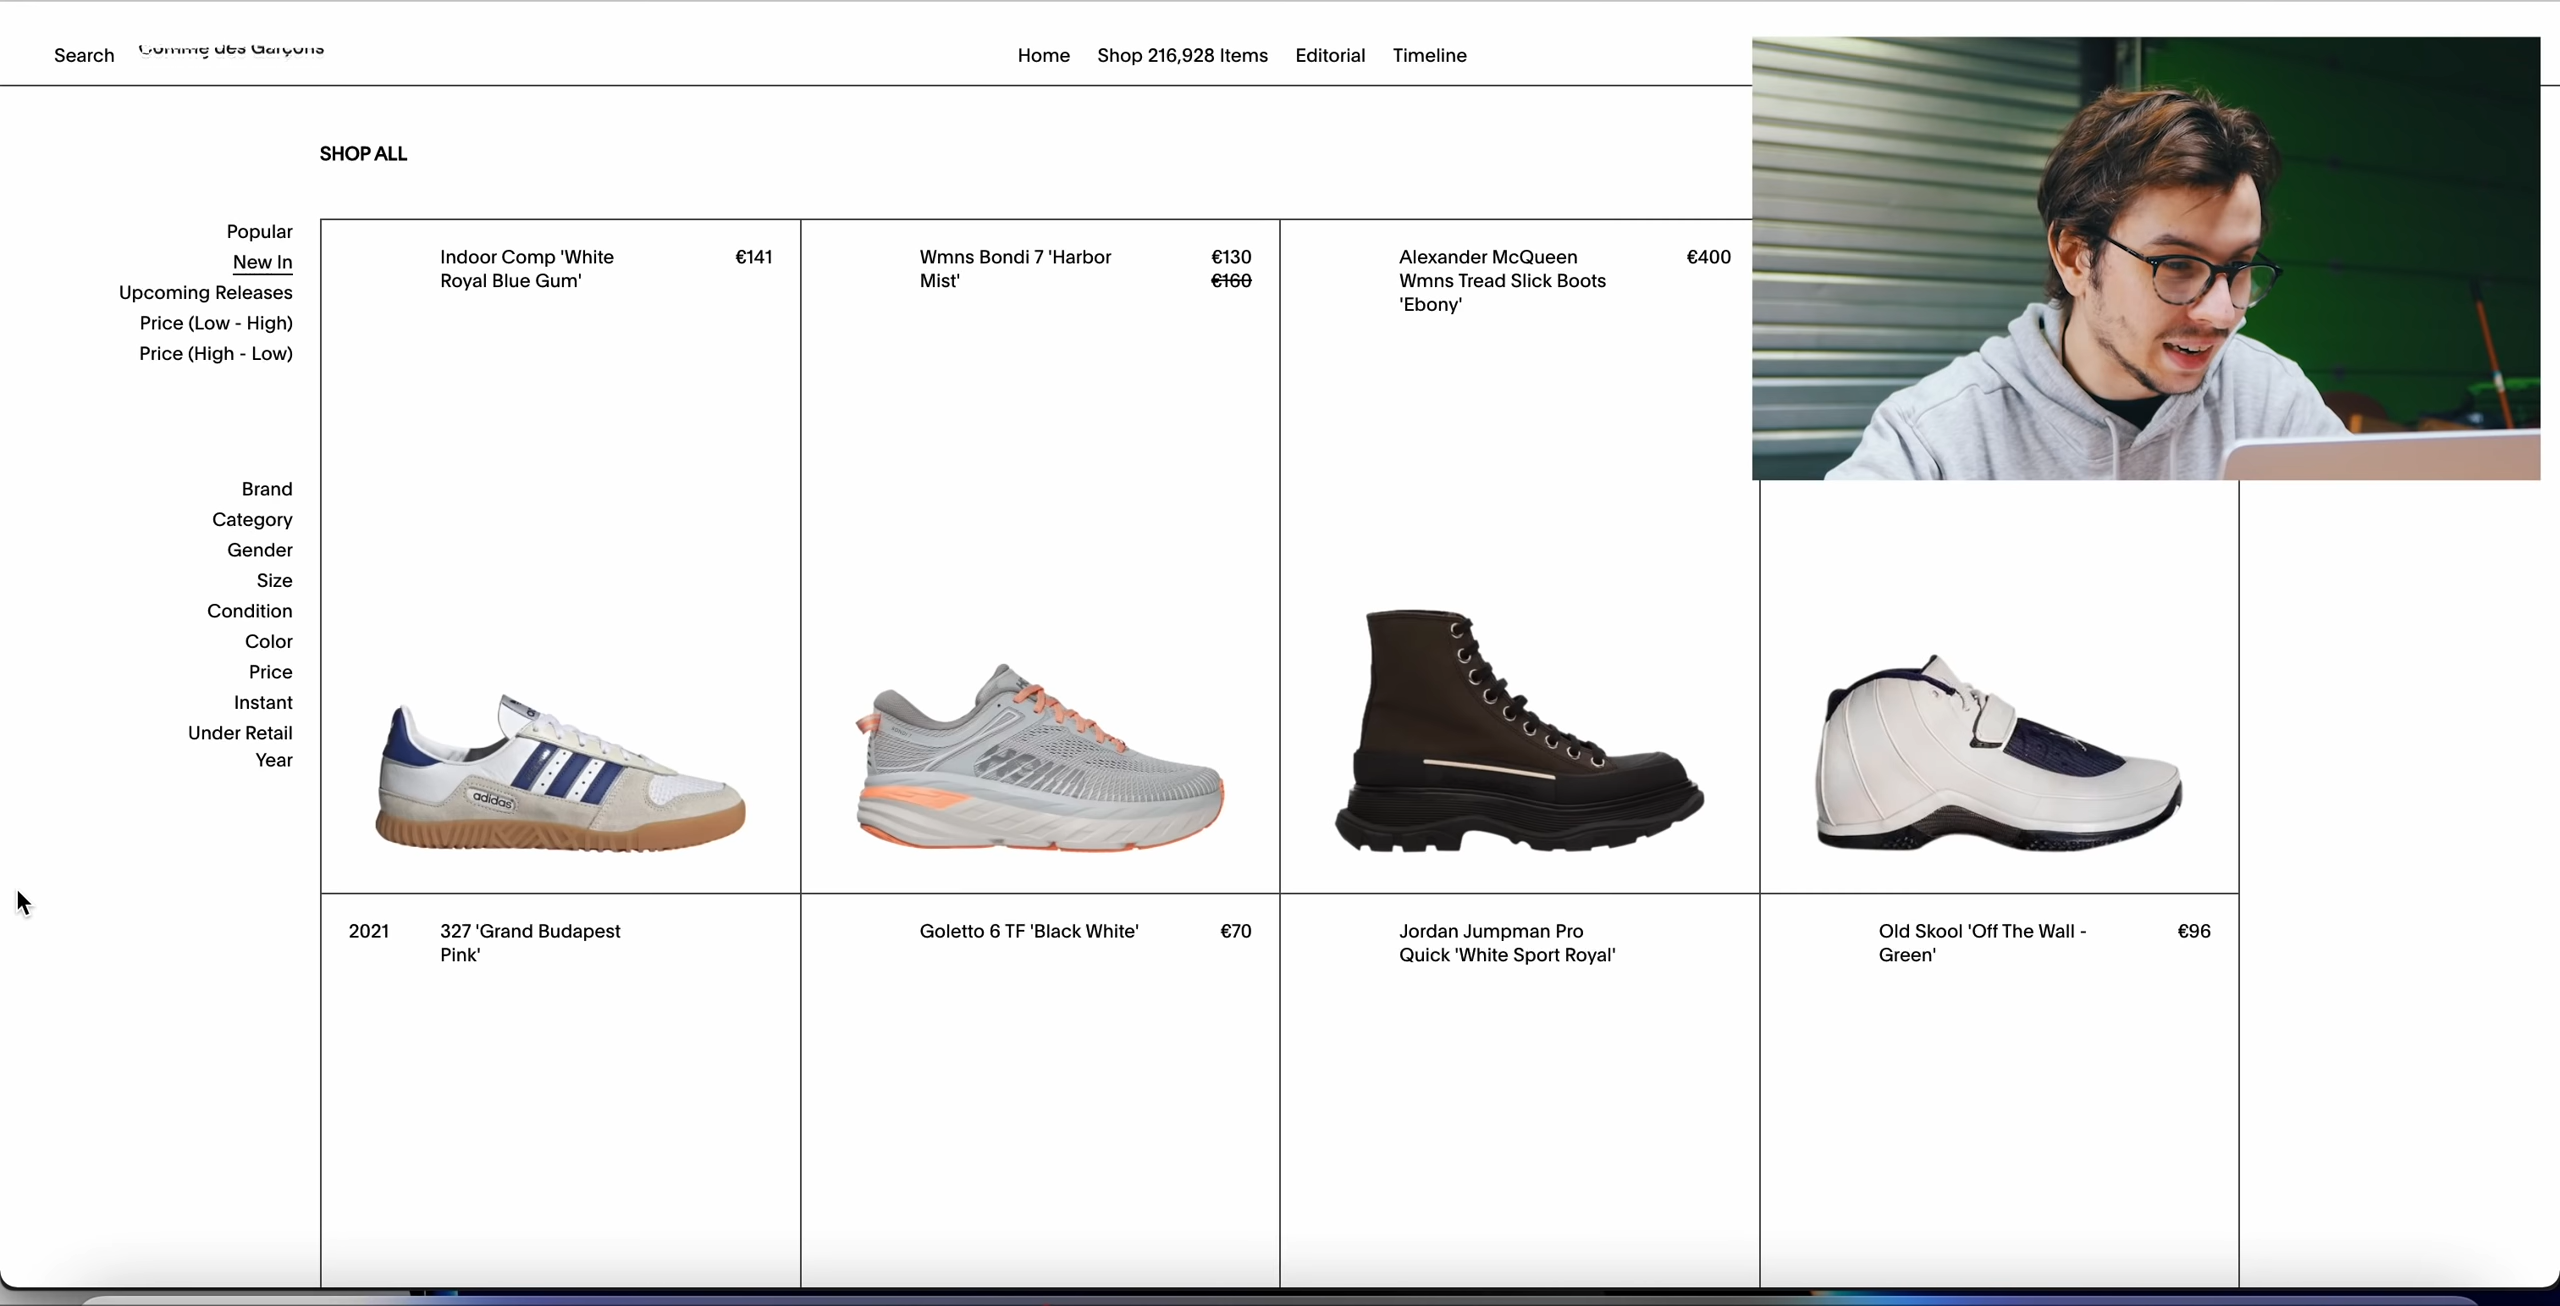 Search
Comme des Garçons
Home
Shop 216,928 Items
Editorial
Timeline
SHOP ALL
Popular
New In
Upcoming Releases
Price (Low - High)
Price (High - Low)
Brand
Category
Gender
Size
Condition
Color
Price
Instant
Under Retail
Year
Indoor Comp 'White
Royal Blue Gum'
€141
adidas
Wmns Bondi 7 'Harbor
Mist'
€130
€160
Alexander McQueen
Wmns Tread Slick Boots
'Ebony'
€400
2021
327 'Grand Budapest
Pink'
Goletto 6 TF 'Black White'
€70
Jordan Jumpman Pro
Quick 'White Sport Royal'
Old Skool 'Off The Wall -
Green'
€96